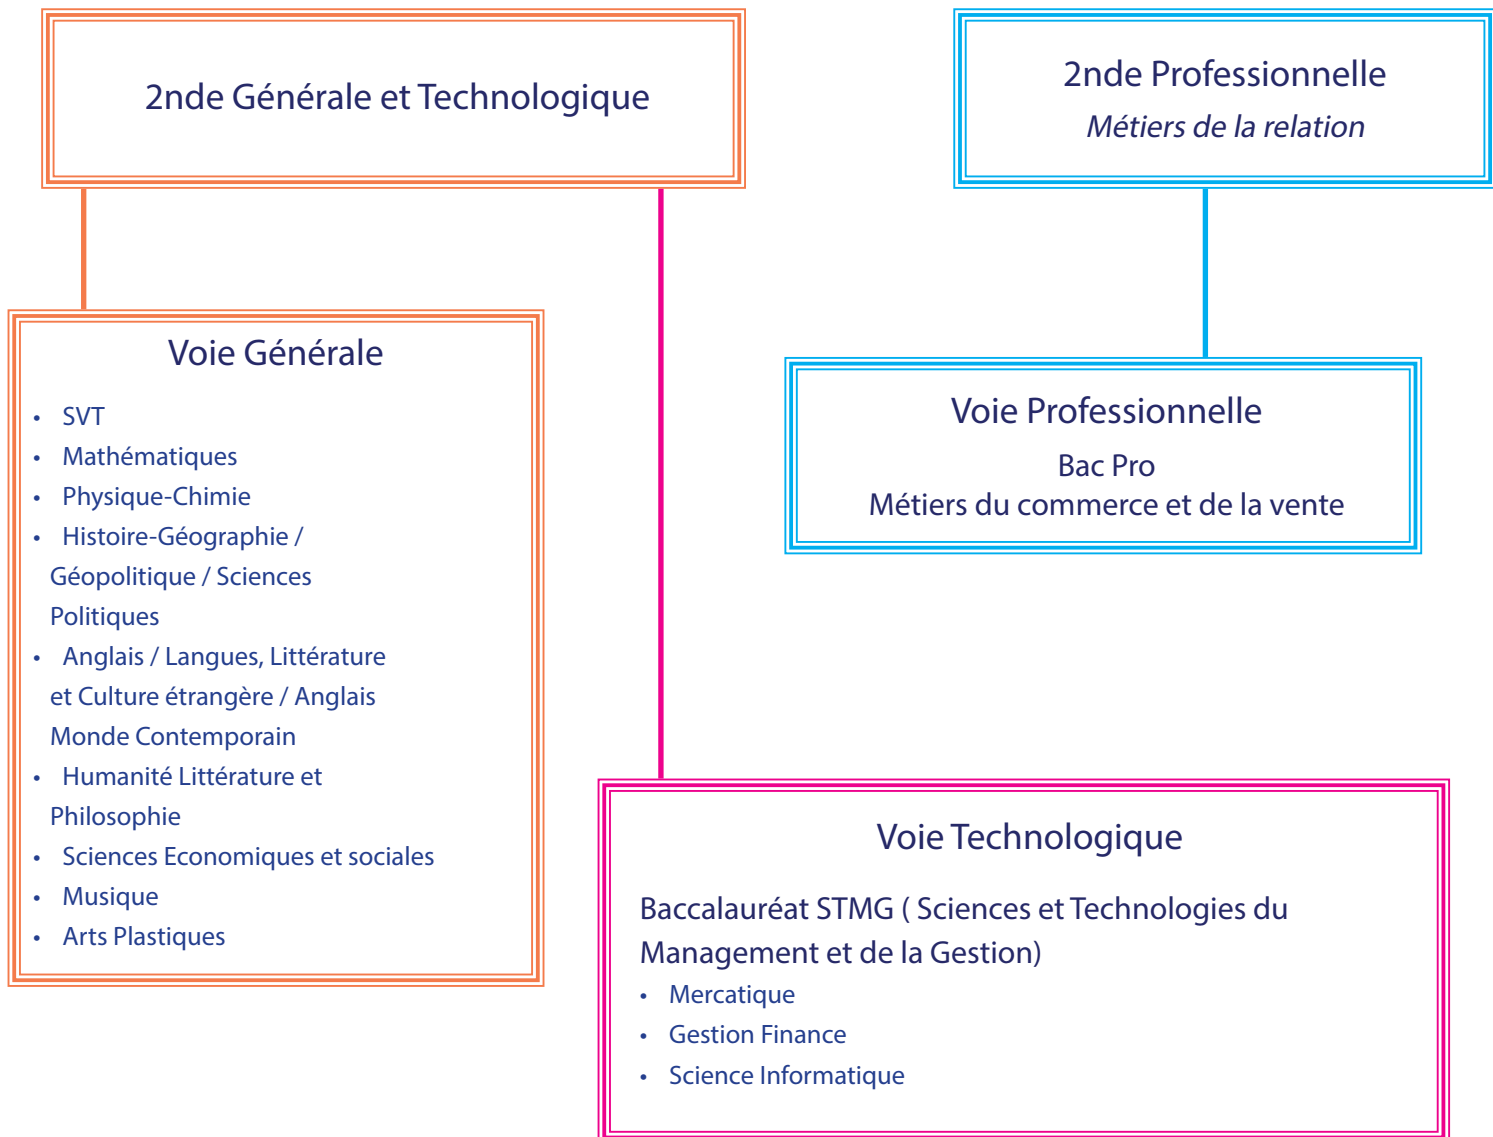 2nde Générale et Technologique
2nde Professionnelle
Métiers de la relation
Voie Générale
• SVT
• Mathématiques
• Physique-Chimie
• Histoire-Géographie /
Géopolitique / Sciences
Politiques
• Anglais / Langues, Littérature
et Culture étrangère / Anglais
Monde Contemporain
• Humanité Littérature et
Philosophie
• Sciences Economiques et sociales
• Musique
• Arts Plastiques
Voie Professionnelle
Bac Pro
Métiers du commerce et de la vente
Voie Technologique
Baccalauréat STMG ( Sciences et Technologies du
Management et de la Gestion)
• Mercatique
• Gestion Finance
• Science Informatique